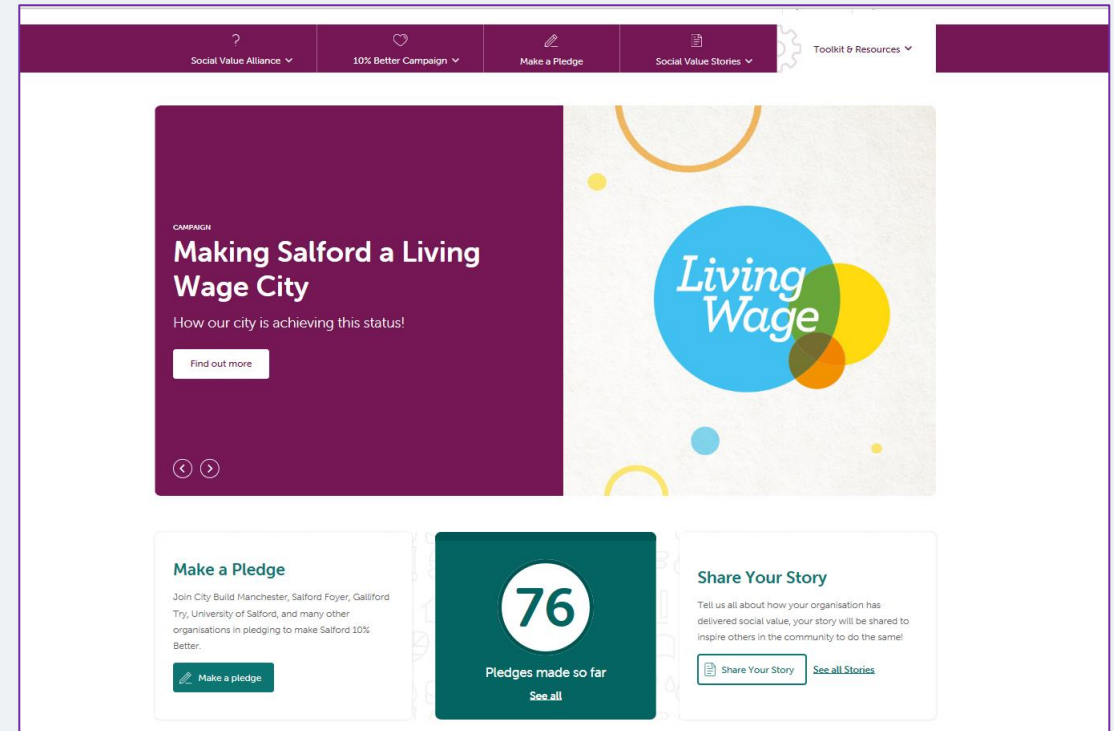 Social Value Alliance
10% Better Campaign
Make a Pledge
Social Value Stories
Toolkit & Resources
CAMPAIGN
Making Salford a Living
Wage City
How our city is achieving this status!
Find out more
Living
Wage
Make a Pledge
Join City Build Manchester, Salford Foyer, Galliford
Try, University of Salford, and many other
organisations in pledging to make Salford 10%
Better.
Make a pledge
76
Pledges made so far
See all
Share Your Story
Tell us all about how your organisation has
delivered social value, your story will be shared to
inspire others in the community to do the same!
Share Your Story
See all Stories